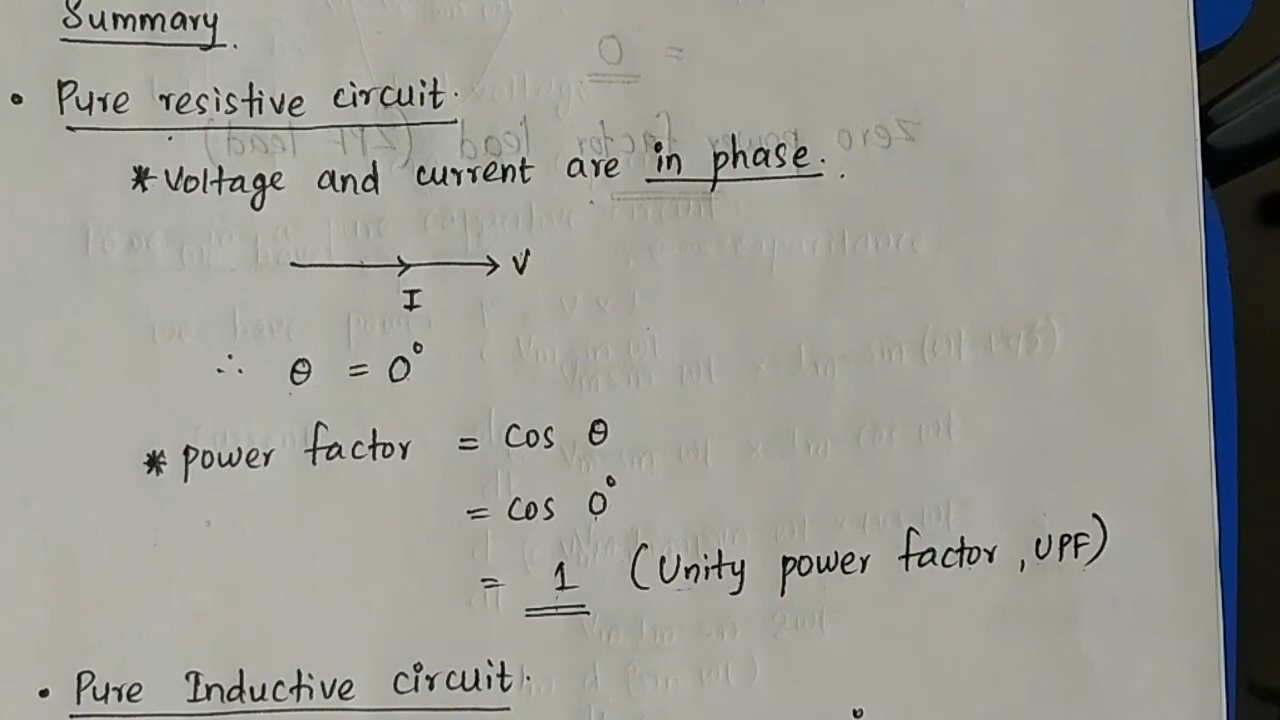 Summary.
• Pure resistive circuit.
* Voltage and current are in phase.
V
I
∴ θ = 0°
* power factor = cos θ
= cos 0°
= 1 (Unity power factor, UPF)
• Pure Inductive circuit.